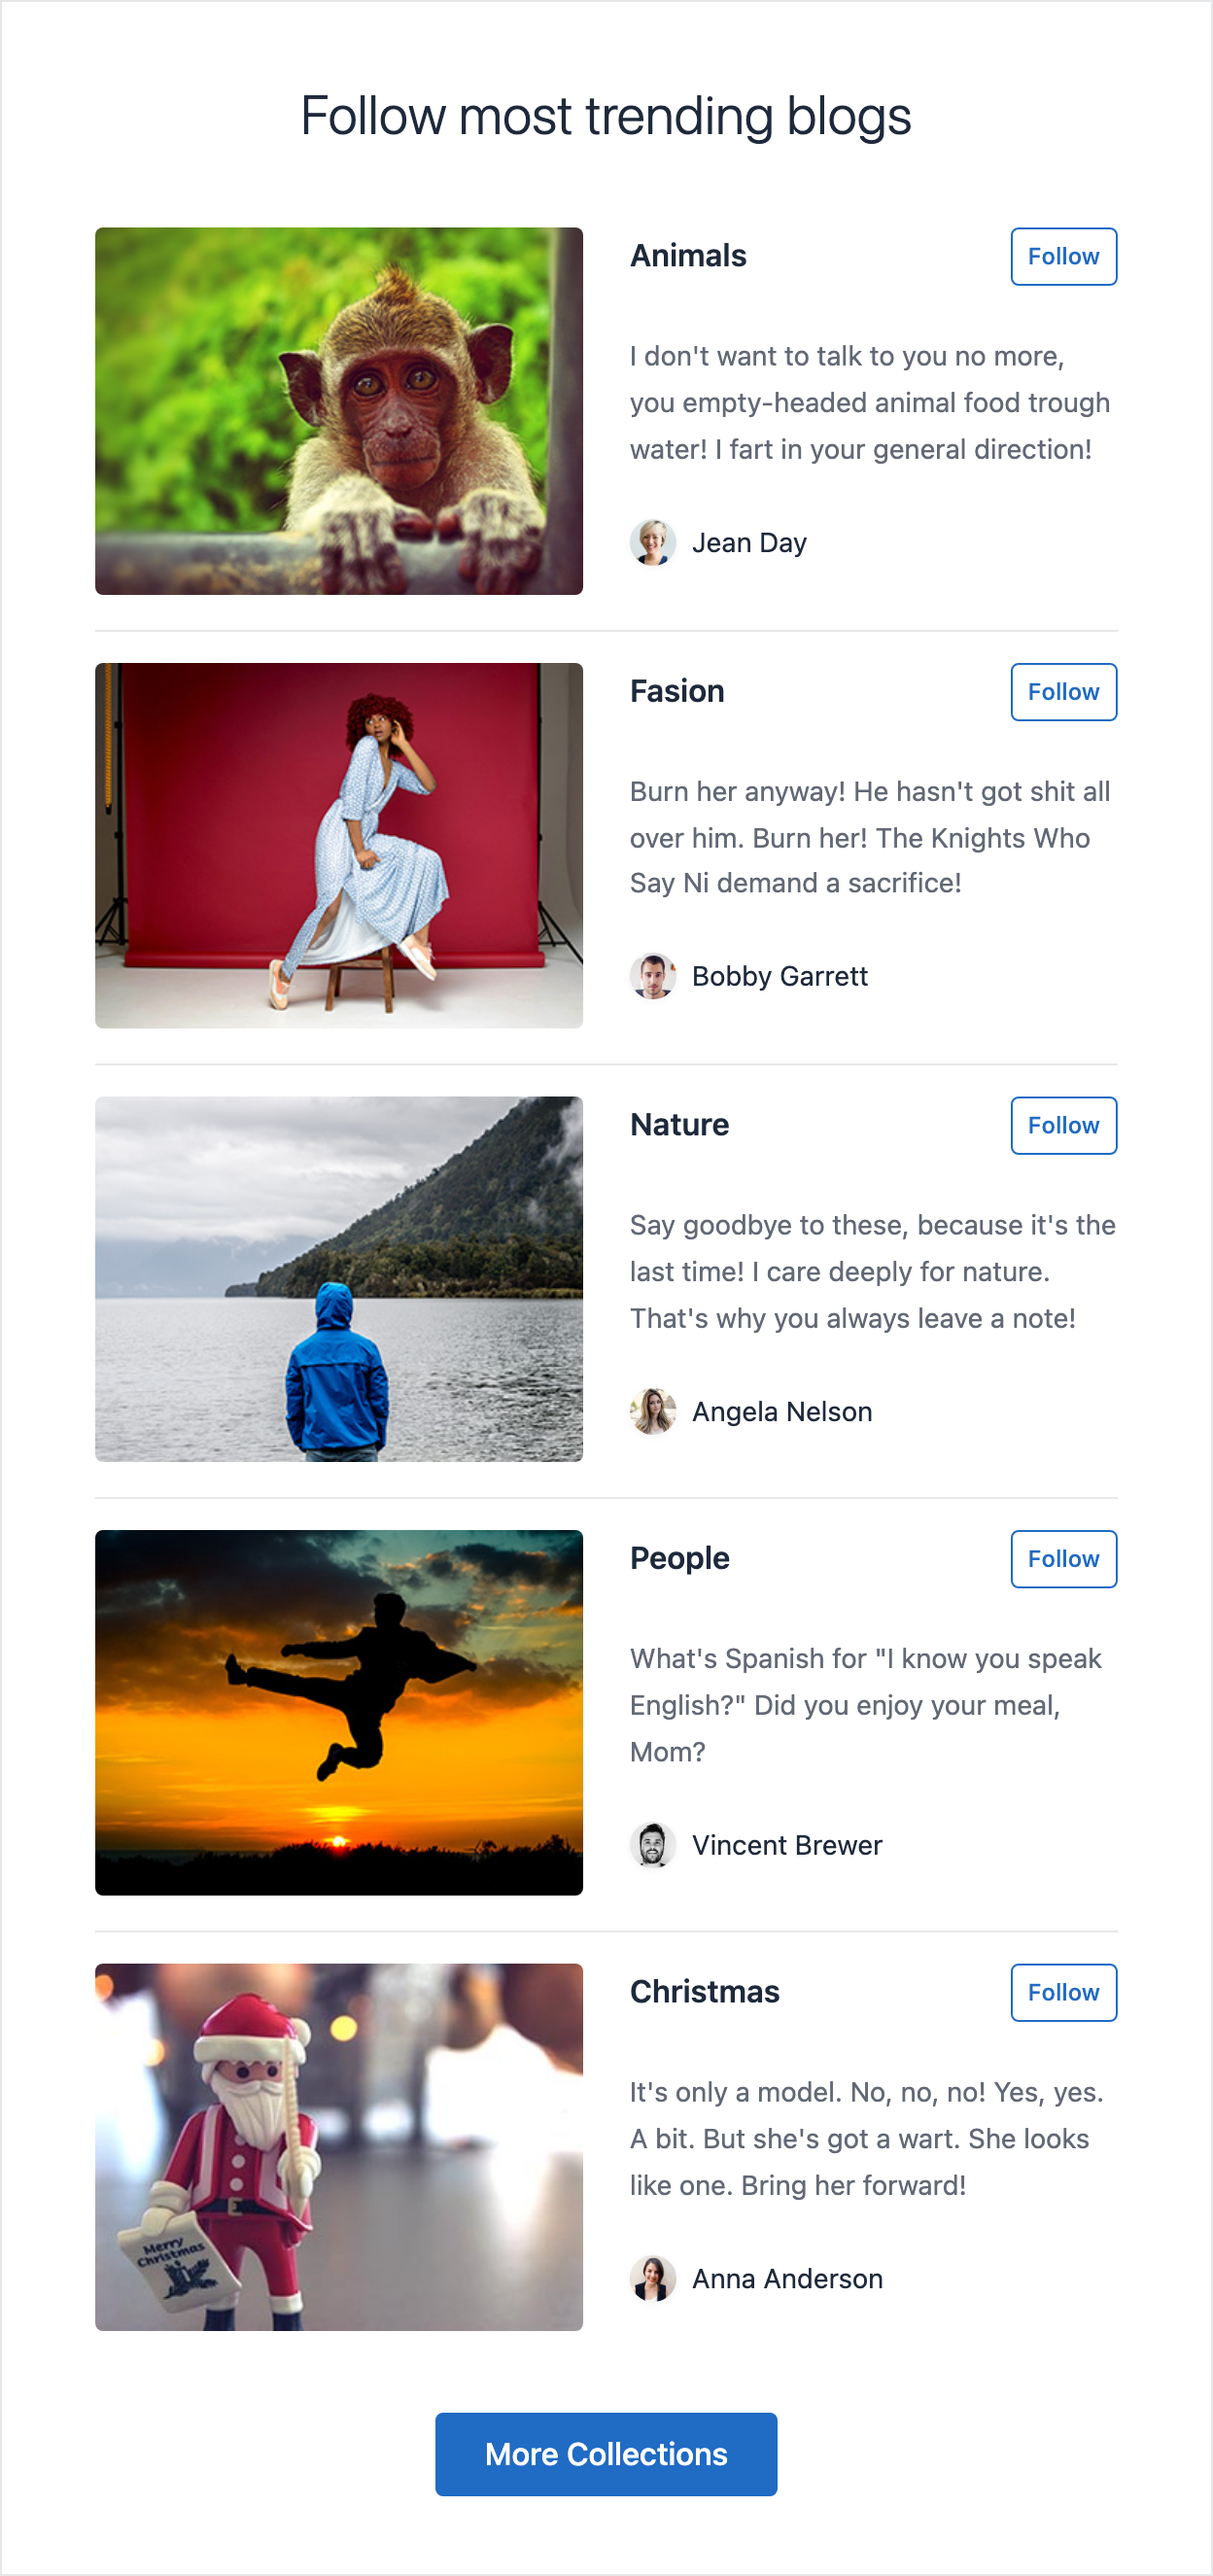 Follow most trending blogs
Animals
Follow
I don't want to talk to you no more,
you empty-headed animal food trough
water! I fart in your general direction!
Jean Day
Fasion
Follow
Burn her anyway! He hasn't got shit all
over him. Burn her! The Knights Who
Say Ni demand a sacrifice!
Bobby Garrett
Nature
Follow
Say goodbye to these, because it's the
last time! I care deeply for nature.
That's why you always leave a note!
Angela Nelson
People
Follow
What's Spanish for "I know you speak
English?" Did you enjoy your meal,
Mom?
Vincent Brewer
Merry
Christmas
Christmas
Follow
It's only a model. No, no, no! Yes, yes.
A bit. But she's got a wart. She looks
like one. Bring her forward!
Anna Anderson
More Collections